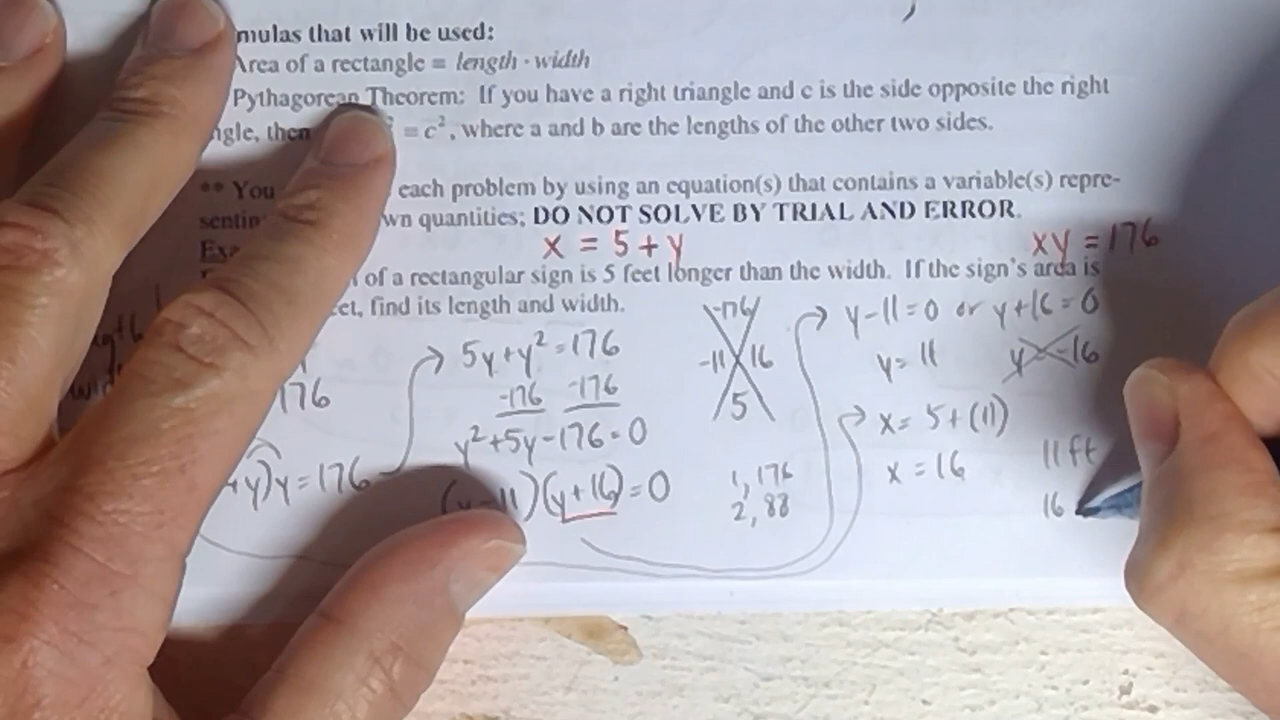 mulas that will be used:
Area of a rectangle = length · width
Pythagorean Theorem: If you have a right triangle and c is the side opposite the right
ngle, then = c², where a and b are the lengths of the other two sides.
** You each problem by using an equation(s) that contains a variable(s) repre-
sentin wn quantities; DO NOT SOLVE BY TRIAL AND ERROR.
Exa
x = 5 + y
xy = 176
of a rectangular sign is 5 feet longer than the width. If the sign's area is
et, find its length and width.
176
+y)y = 176
5y + y² = 176
-176 -176
y² + 5y - 176 = 0
(y - 11)(y + 16) = 0
-176
-11 16
5
1, 176
2, 88
y - 11 = 0 or y + 16 = 0
y = 11 y = -16
x = 5 + (11)
x = 16
11 ft
16